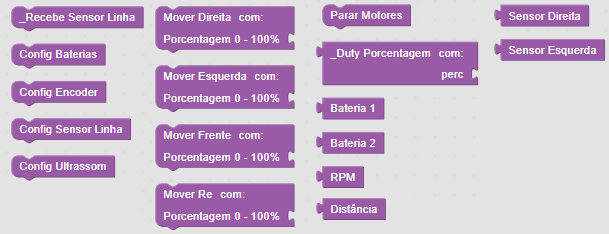 _Recebe Sensor Linha
Config Baterias
Config Encoder
Config Sensor Linha
Config Ultrassom
Mover Direita com:
Porcentagem 0 - 100%
Mover Esquerda com:
Porcentagem 0 - 100%
Mover Frente com:
Porcentagem 0 - 100%
Mover Re com:
Porcentagem 0 - 100%
Parar Motores
_Duty Porcentagem com:
perc
Bateria 1
Bateria 2
RPM
Distância
Sensor Direita
Sensor Esquerda